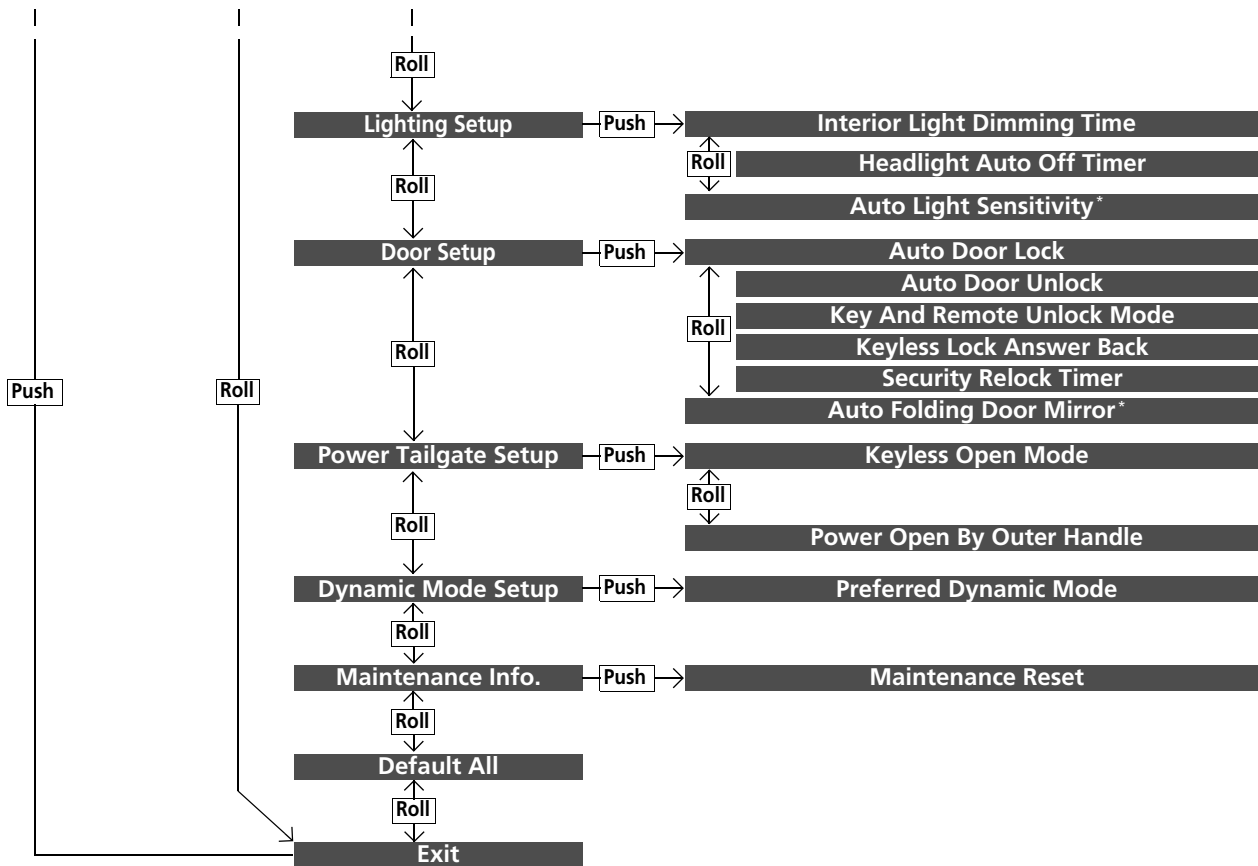 Roll
Lighting Setup Push Interior Light Dimming Time
Roll Headlight Auto Off Timer
Roll
Auto Light Sensitivity*
Door Setup Push Auto Door Lock
Auto Door Unlock
Roll Key And Remote Unlock Mode
Roll Keyless Lock Answer Back
Security Relock Timer
Push Roll
Auto Folding Door Mirror*
Power Tailgate Setup Push Keyless Open Mode
Roll
Roll
Power Open By Outer Handle
Dynamic Mode Setup Push Preferred Dynamic Mode
Roll
Maintenance Info. Push Maintenance Reset
Roll
Default All
Roll
Exit